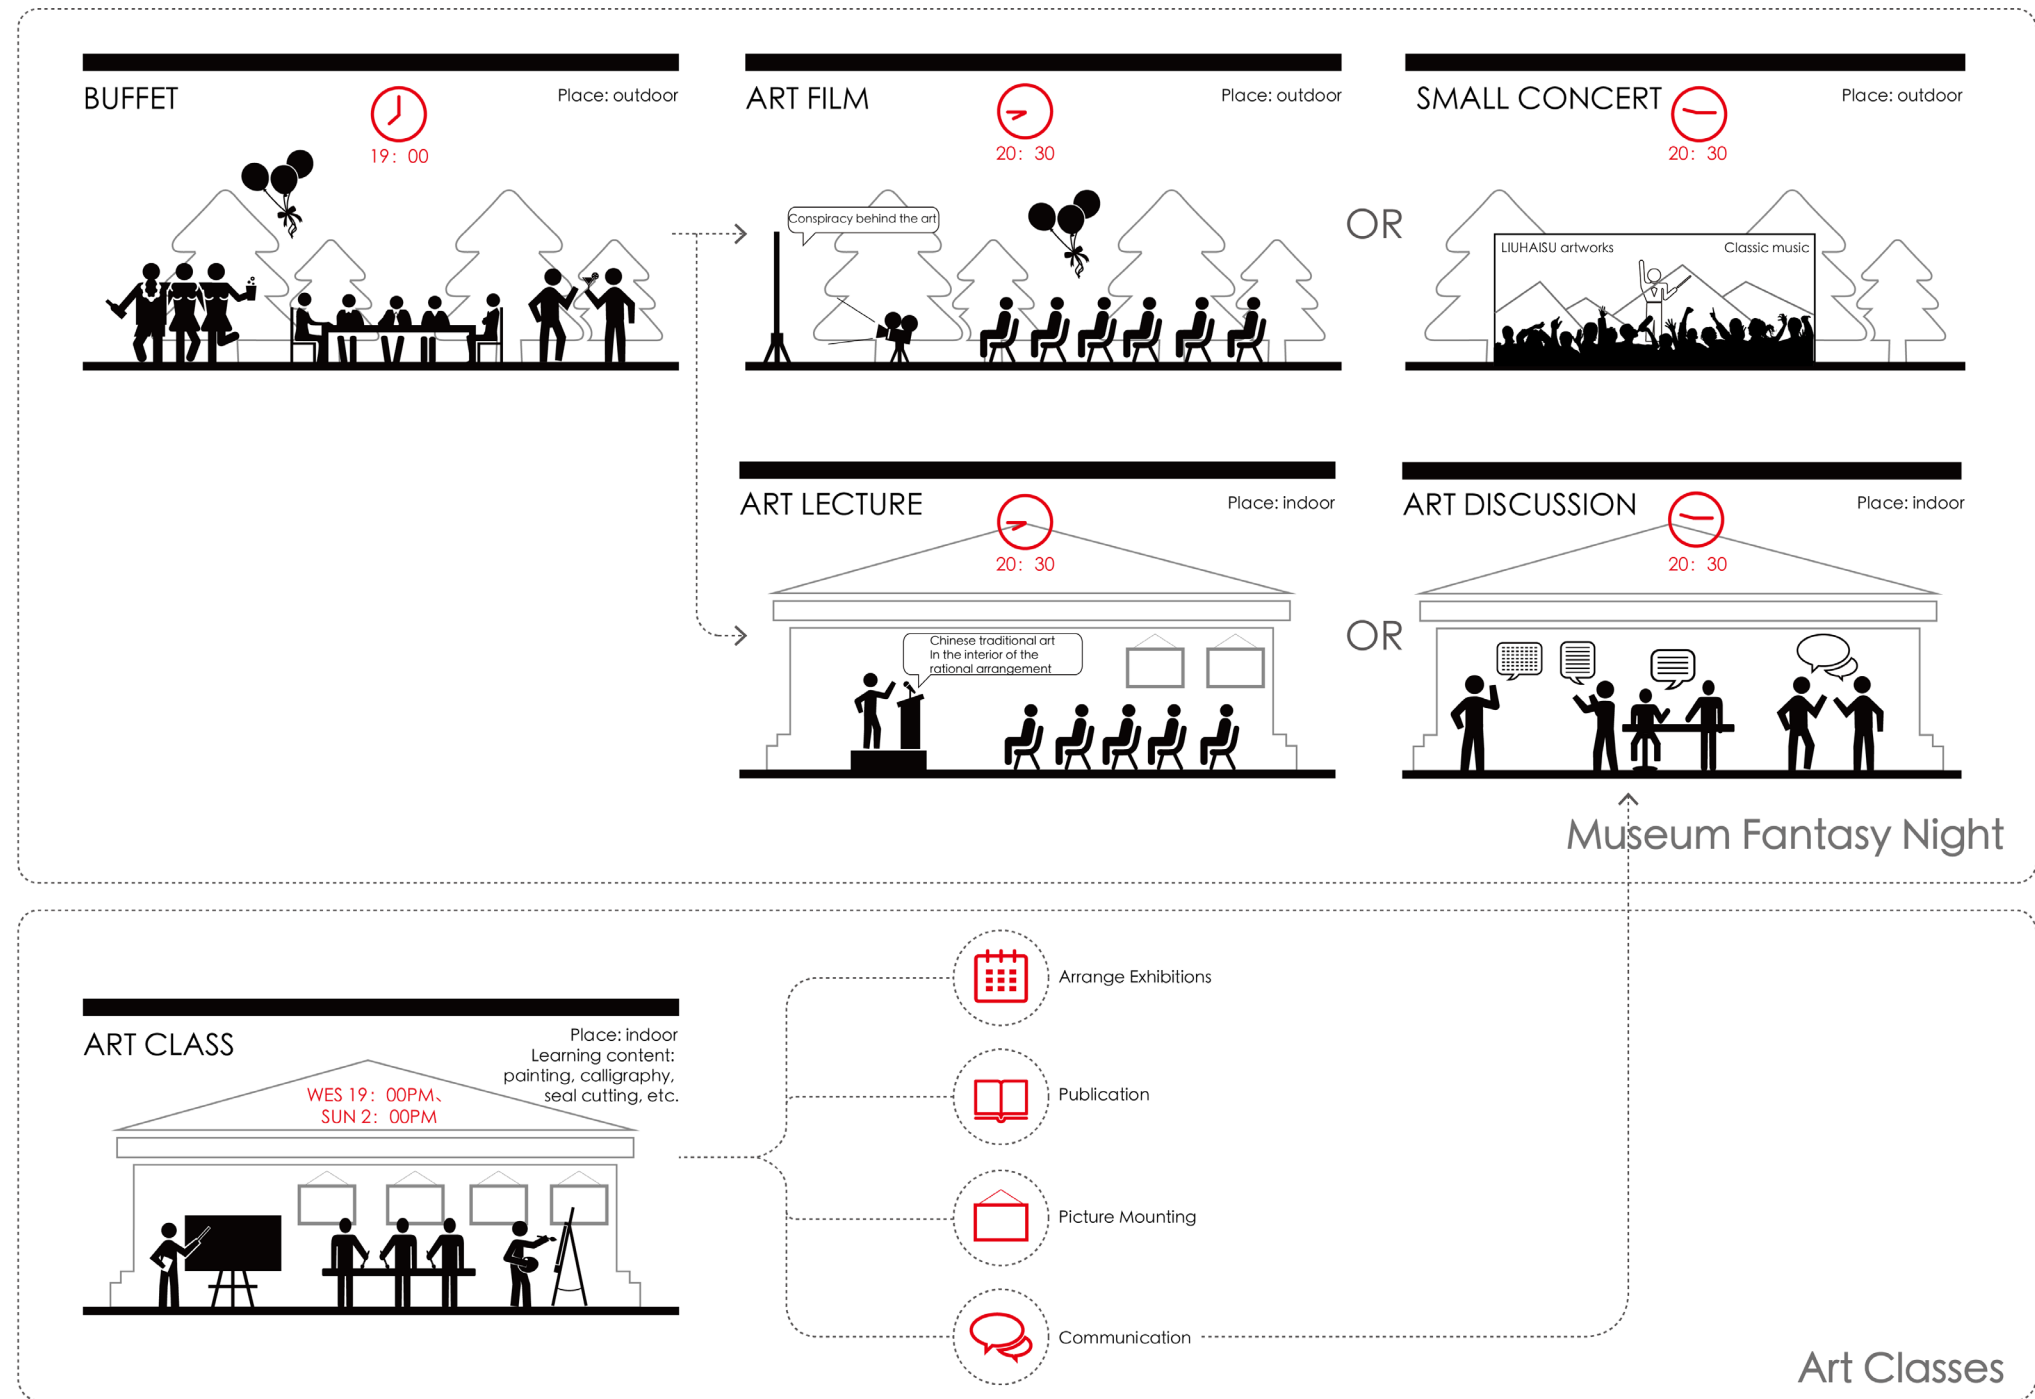 BUFFET
Place: outdoor
19：00
ART FILM
Place: outdoor
20：30
Conspiracy behind the art
OR
SMALL CONCERT
Place: outdoor
20：30
LIUHAISU artworks
Classic music
ART LECTURE
Place: indoor
20：30
Chinese traditional art
In the interior of the
rational arrangement
OR
ART DISCUSSION
Place: indoor
20：30
Museum Fantasy Night
ART CLASS
Place: indoor
Learning content:
painting, calligraphy,
seal cutting, etc.
WES 19：00PM、
SUN 2：00PM
Arrange Exhibitions
Publication
Picture Mounting
Communication
Art Classes